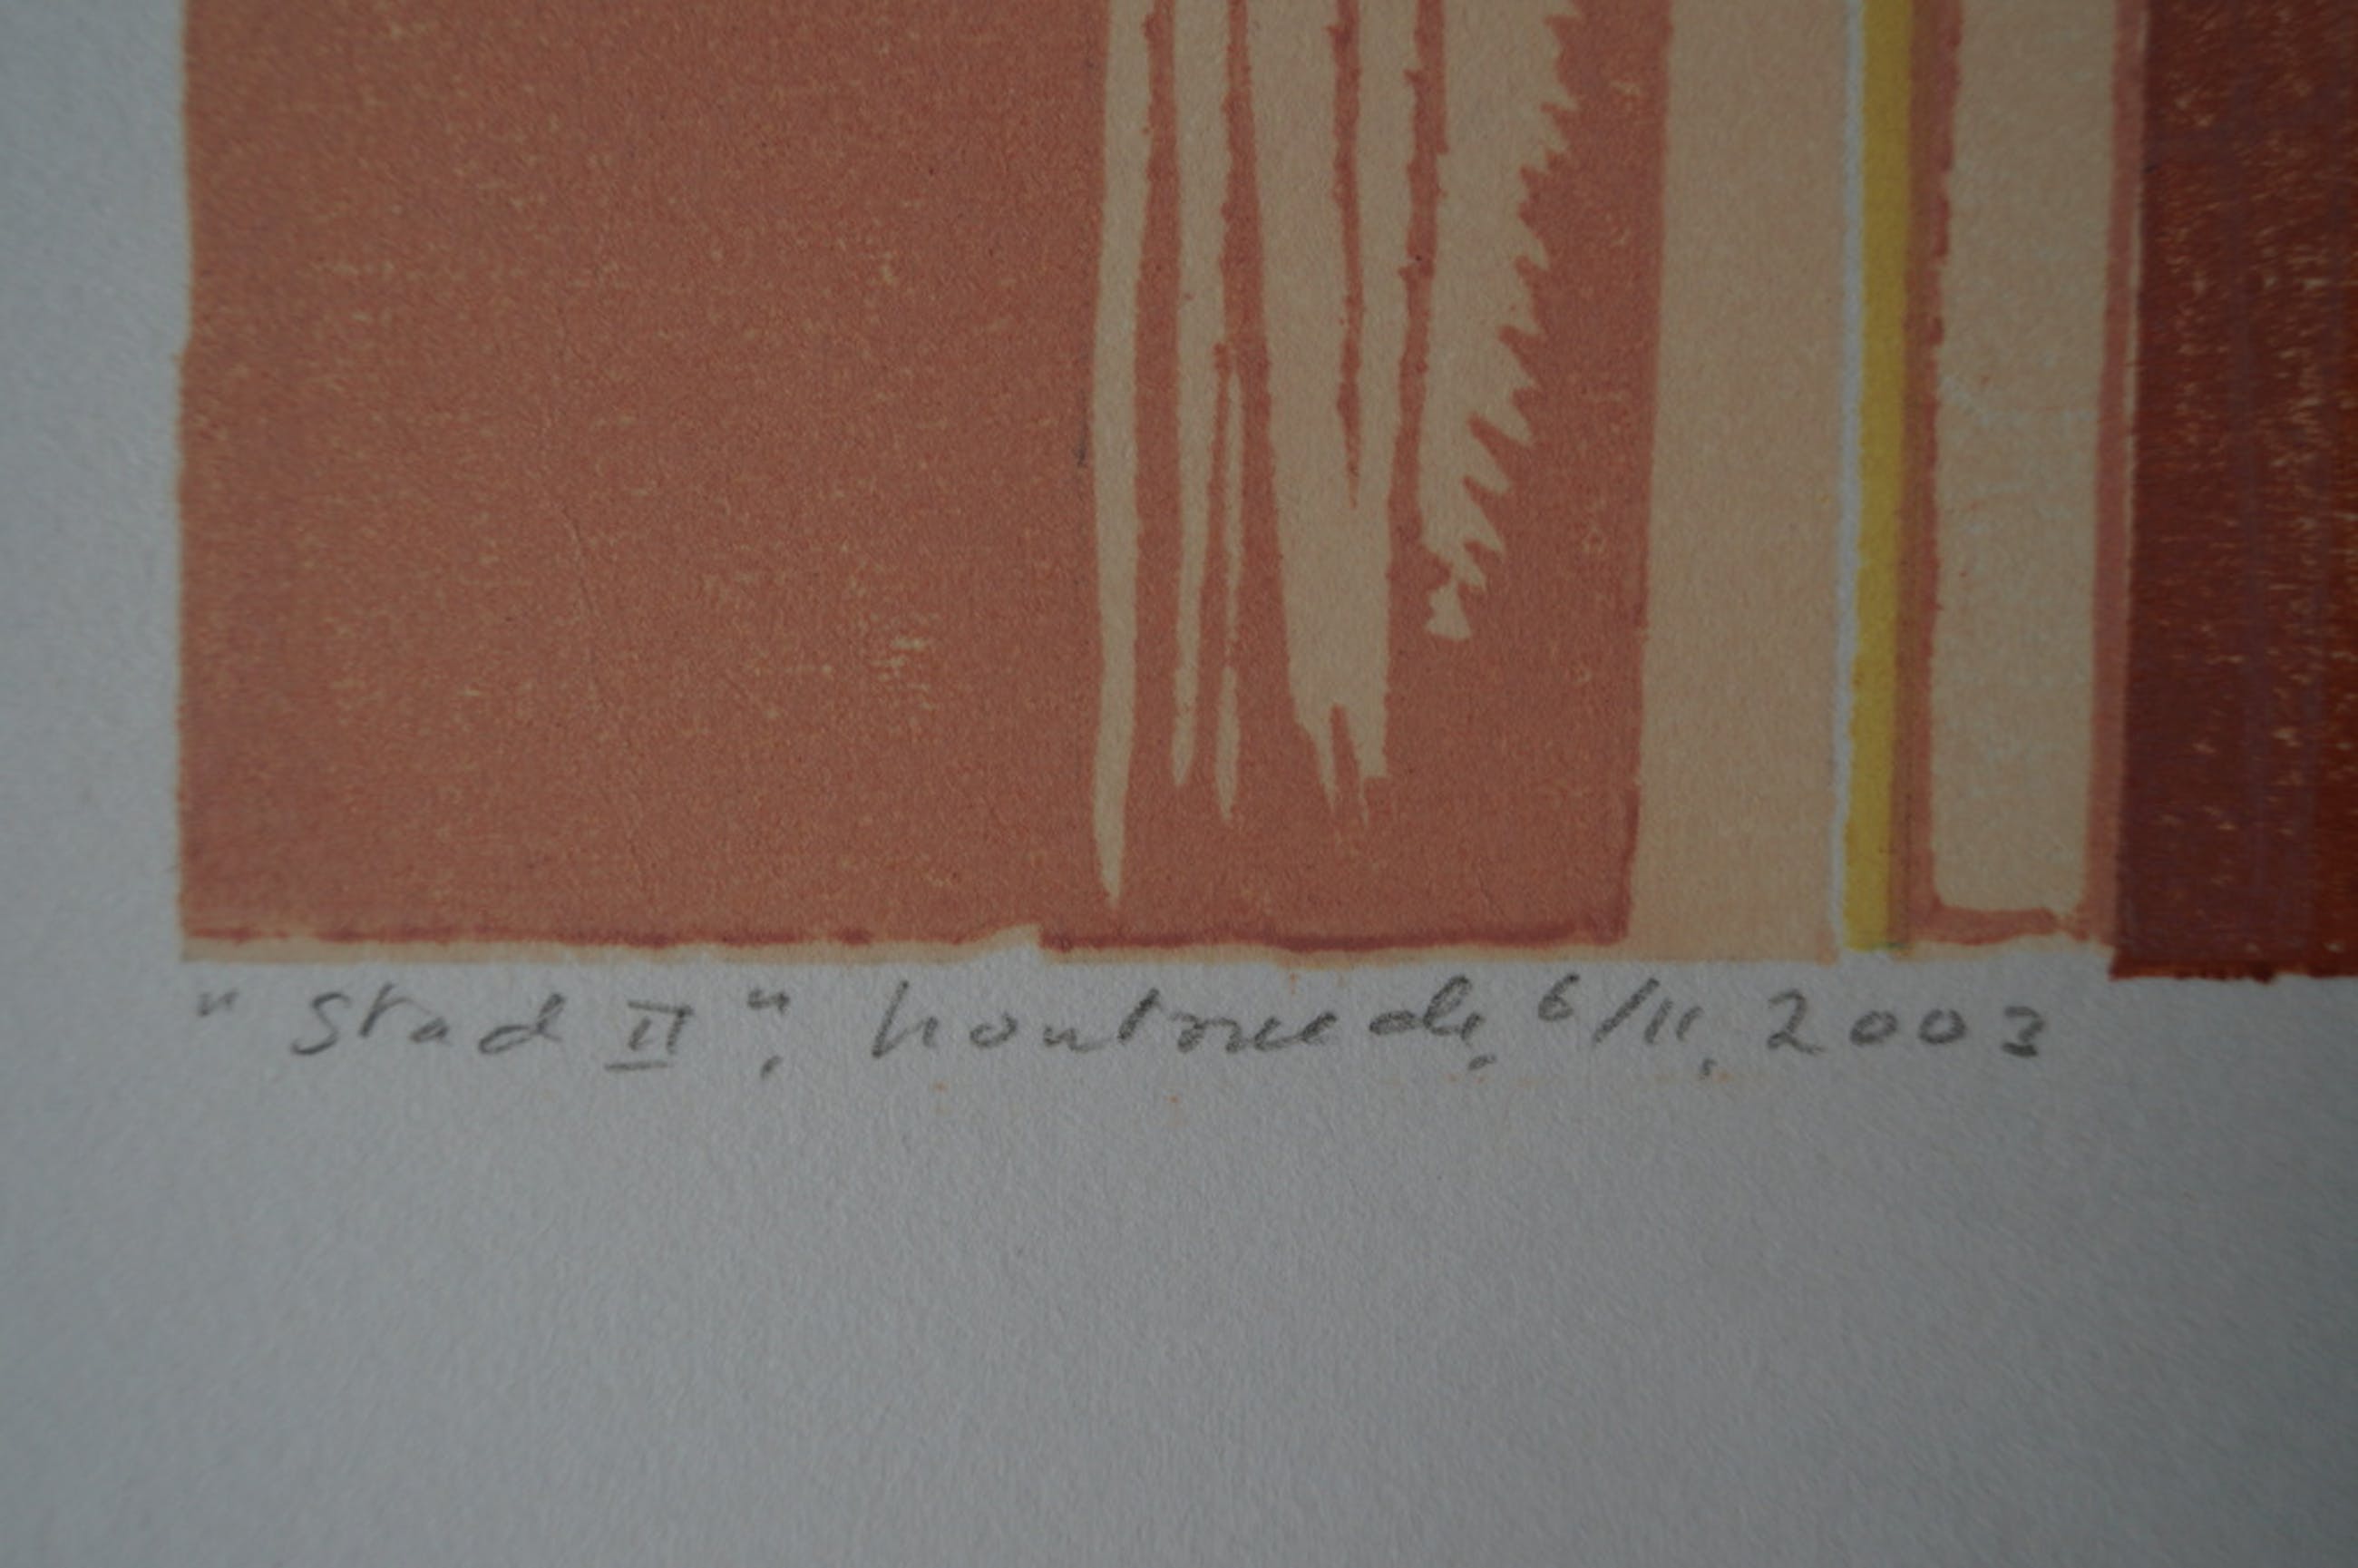 "Stad II", houtsnede, 6/11, 2003